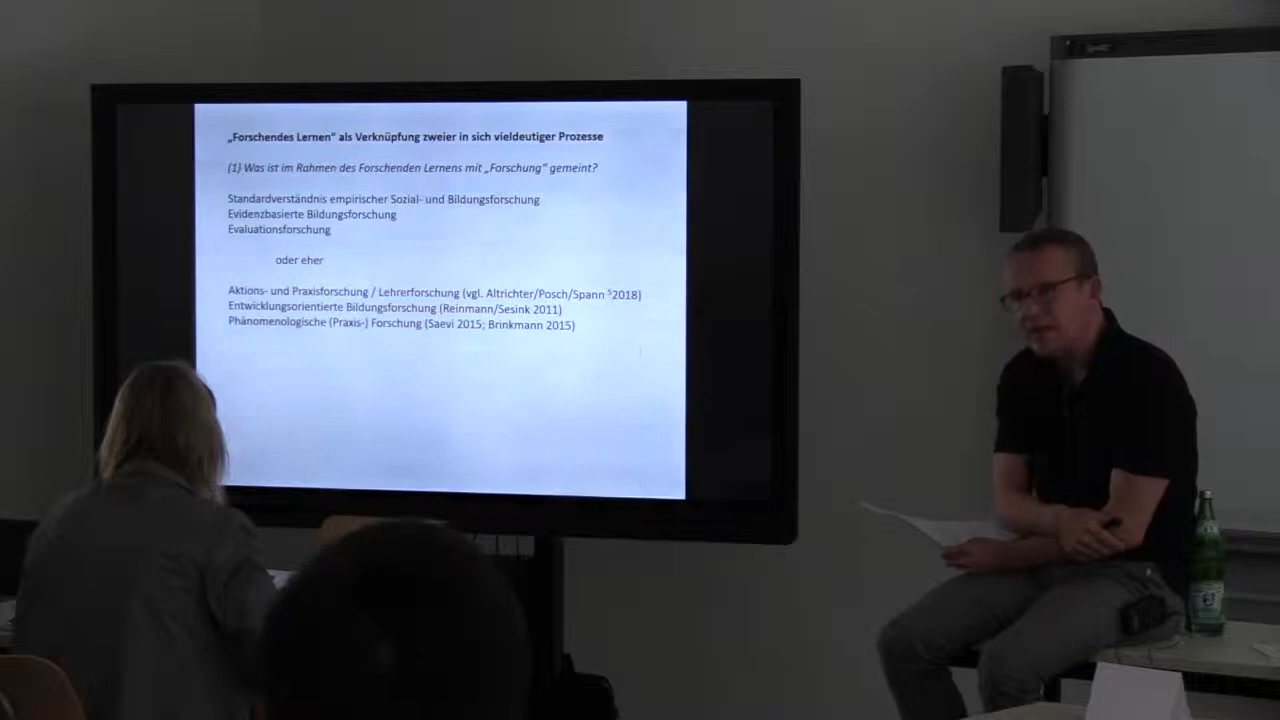 „Forschendes Lernen“ als Verknüpfung zweier in sich vieldeutiger Prozesse
(1) Was ist im Rahmen des Forschenden Lernens mit „Forschung“ gemeint?
Standardverständnis empirischer Sozial- und Bildungsforschung
Evidenzbasierte Bildungsforschung
Evaluationsforschung
oder eher
Aktions- und Praxisforschung / Lehrerforschung (vgl. Altrichter/Posch/Spann ⁵2018)
Entwicklungsorientierte Bildungsforschung (Reinmann/Sesink 2011)
Phänomenologische (Praxis-) Forschung (Saevi 2015; Brinkmann 2015)